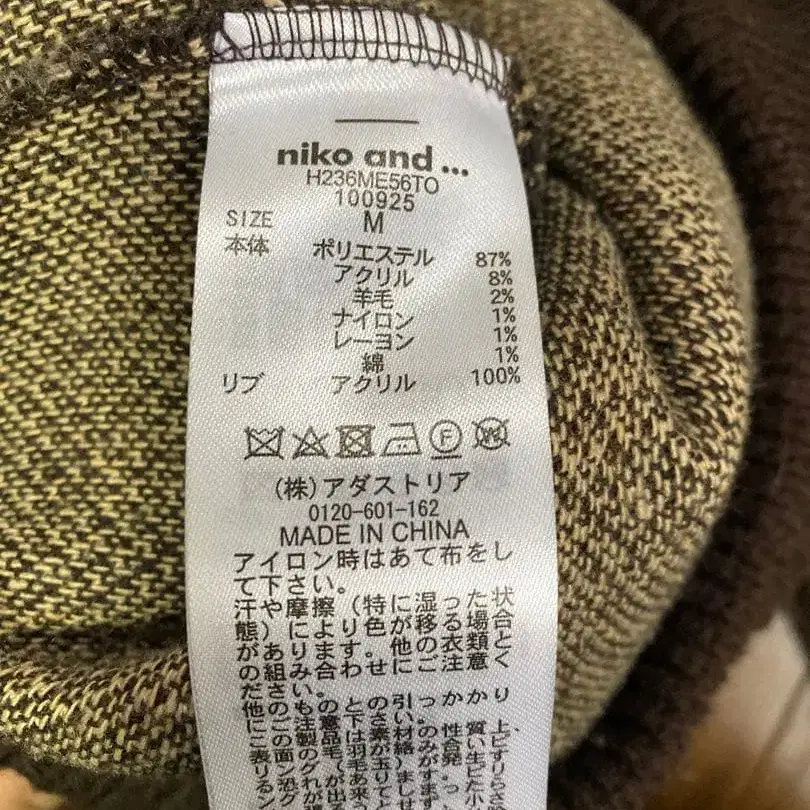 niko and ...
H236ME56TO
100925
SIZE M
本体 ポリエステル 87%
アクリル 8%
羊毛 2%
ナイロン 1%
レーヨン 1%
綿 1%
リブ アクリル 100%
F
W
(株)アダストリア
0120-601-162
MADE IN CHINA
アイロン時はあて布をし
て下さい。
汗や摩擦(特に湿った状
態)により色が移る場合
があります。他の衣類と
の組み合わせにご注意く
ださい。